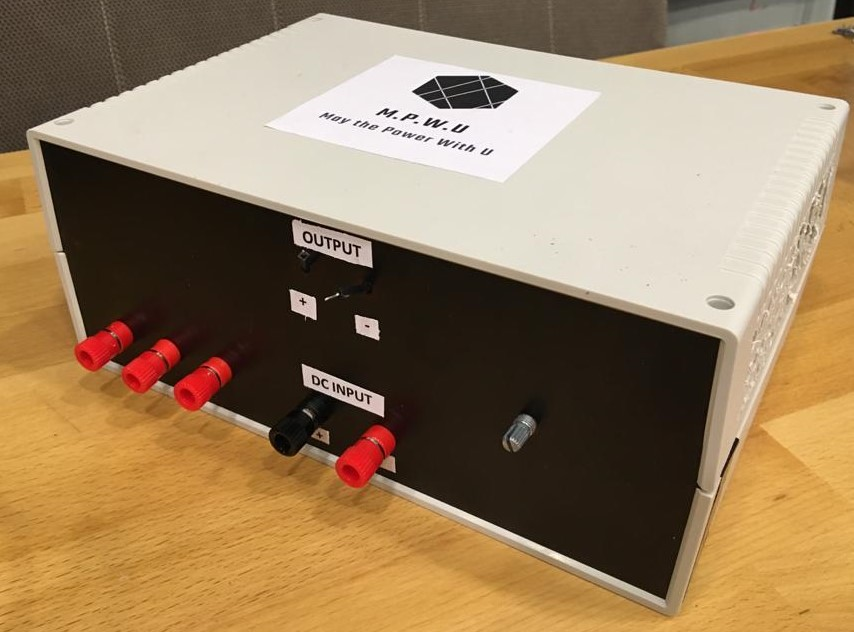 M.P.W.U
May the Power With U
OUTPUT
+
-
DC INPUT
+